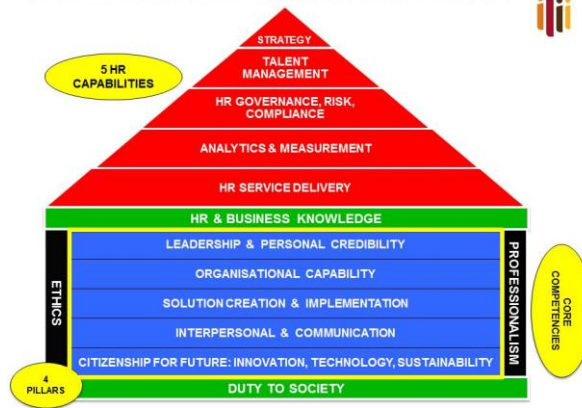 STRATEGY
5 HR
CAPABILITIES
TALENT
MANAGEMENT
HR GOVERNANCE, RISK,
COMPLIANCE
ANALYTICS & MEASUREMENT
HR SERVICE DELIVERY
HR & BUSINESS KNOWLEDGE
ETHICS
LEADERSHIP & PERSONAL CREDIBILITY
ORGANISATIONAL CAPABILITY
SOLUTION CREATION & IMPLEMENTATION
INTERPERSONAL & COMMUNICATION
CITIZENSHIP FOR FUTURE: INNOVATION, TECHNOLOGY, SUSTAINABILITY
PROFESSIONALISM
CORE
COMPETENCIES
4
PILLARS
DUTY TO SOCIETY